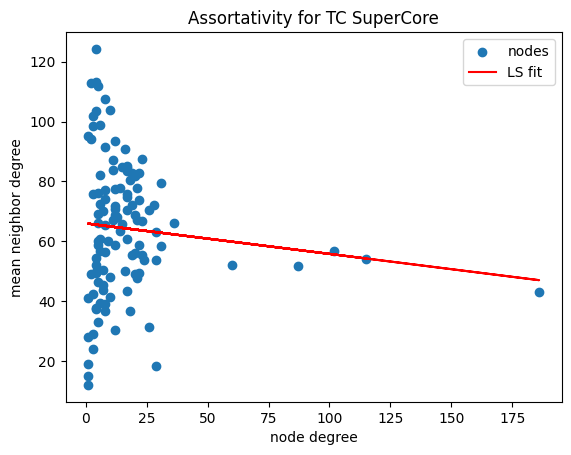 Assortativity for TC SuperCore
nodes
LS fit
mean neighbor degree
120
100
80
60
40
20
0 25 50 75 100 125 150 175
node degree